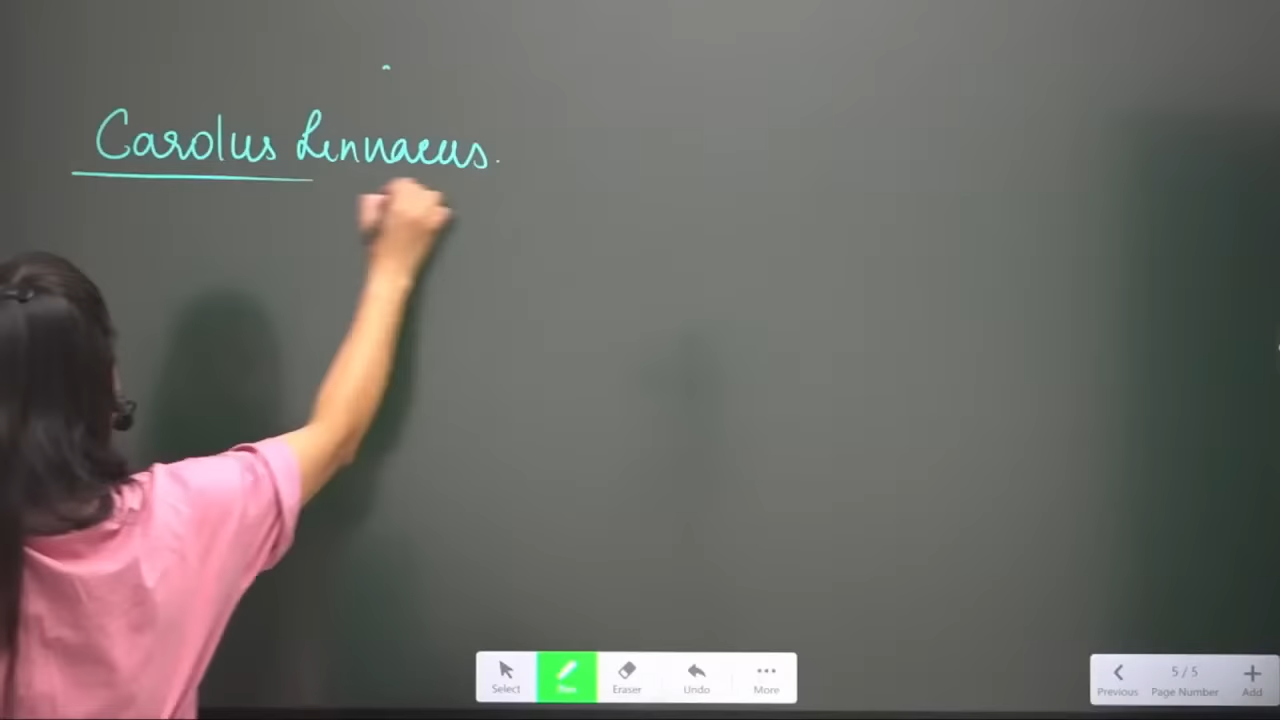 Carolus Linnaeus.
Select
Pen
Eraser
Undo
More
Previous
5 / 5
Page Number
Add